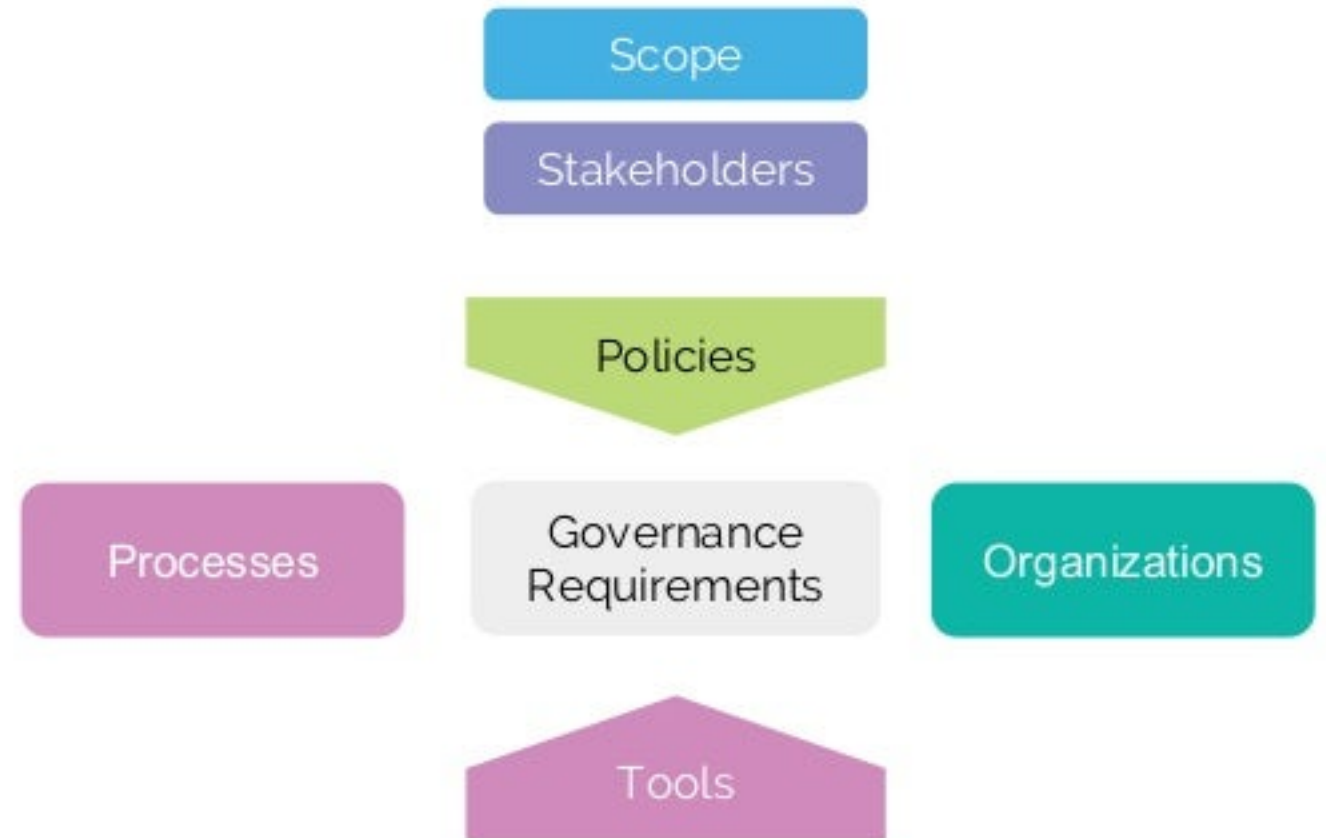 Scope
Stakeholders
Policies
Processes
Governance
Requirements
Organizations
Tools